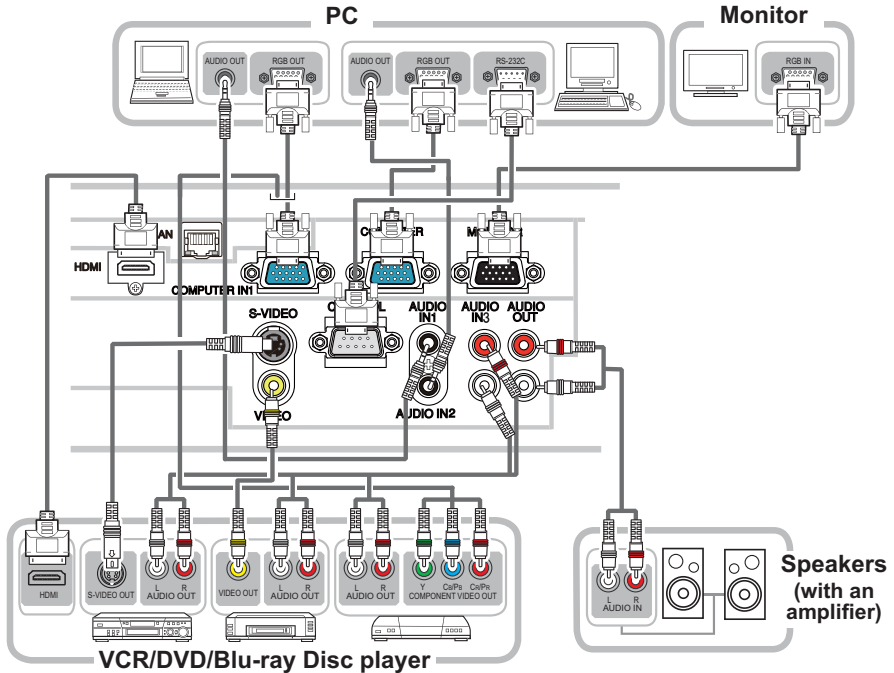 PC
Monitor
AUDIO OUT
RGB OUT
AUDIO OUT
RGB OUT
RS-232C
RGB IN
AN
HDMI
COMPUTER IN1
S-VIDEO
AUDIO IN1
AUDIO IN3
AUDIO OUT
AUDIO IN2
HDMI
S-VIDEO OUT
L R
AUDIO OUT
VIDEO OUT
L R
AUDIO OUT
L R
AUDIO OUT
Y CB/PB CR/PR
COMPONENT VIDEO OUT
L R
AUDIO IN
Speakers
(with an
amplifier)
VCR/DVD/Blu-ray Disc player